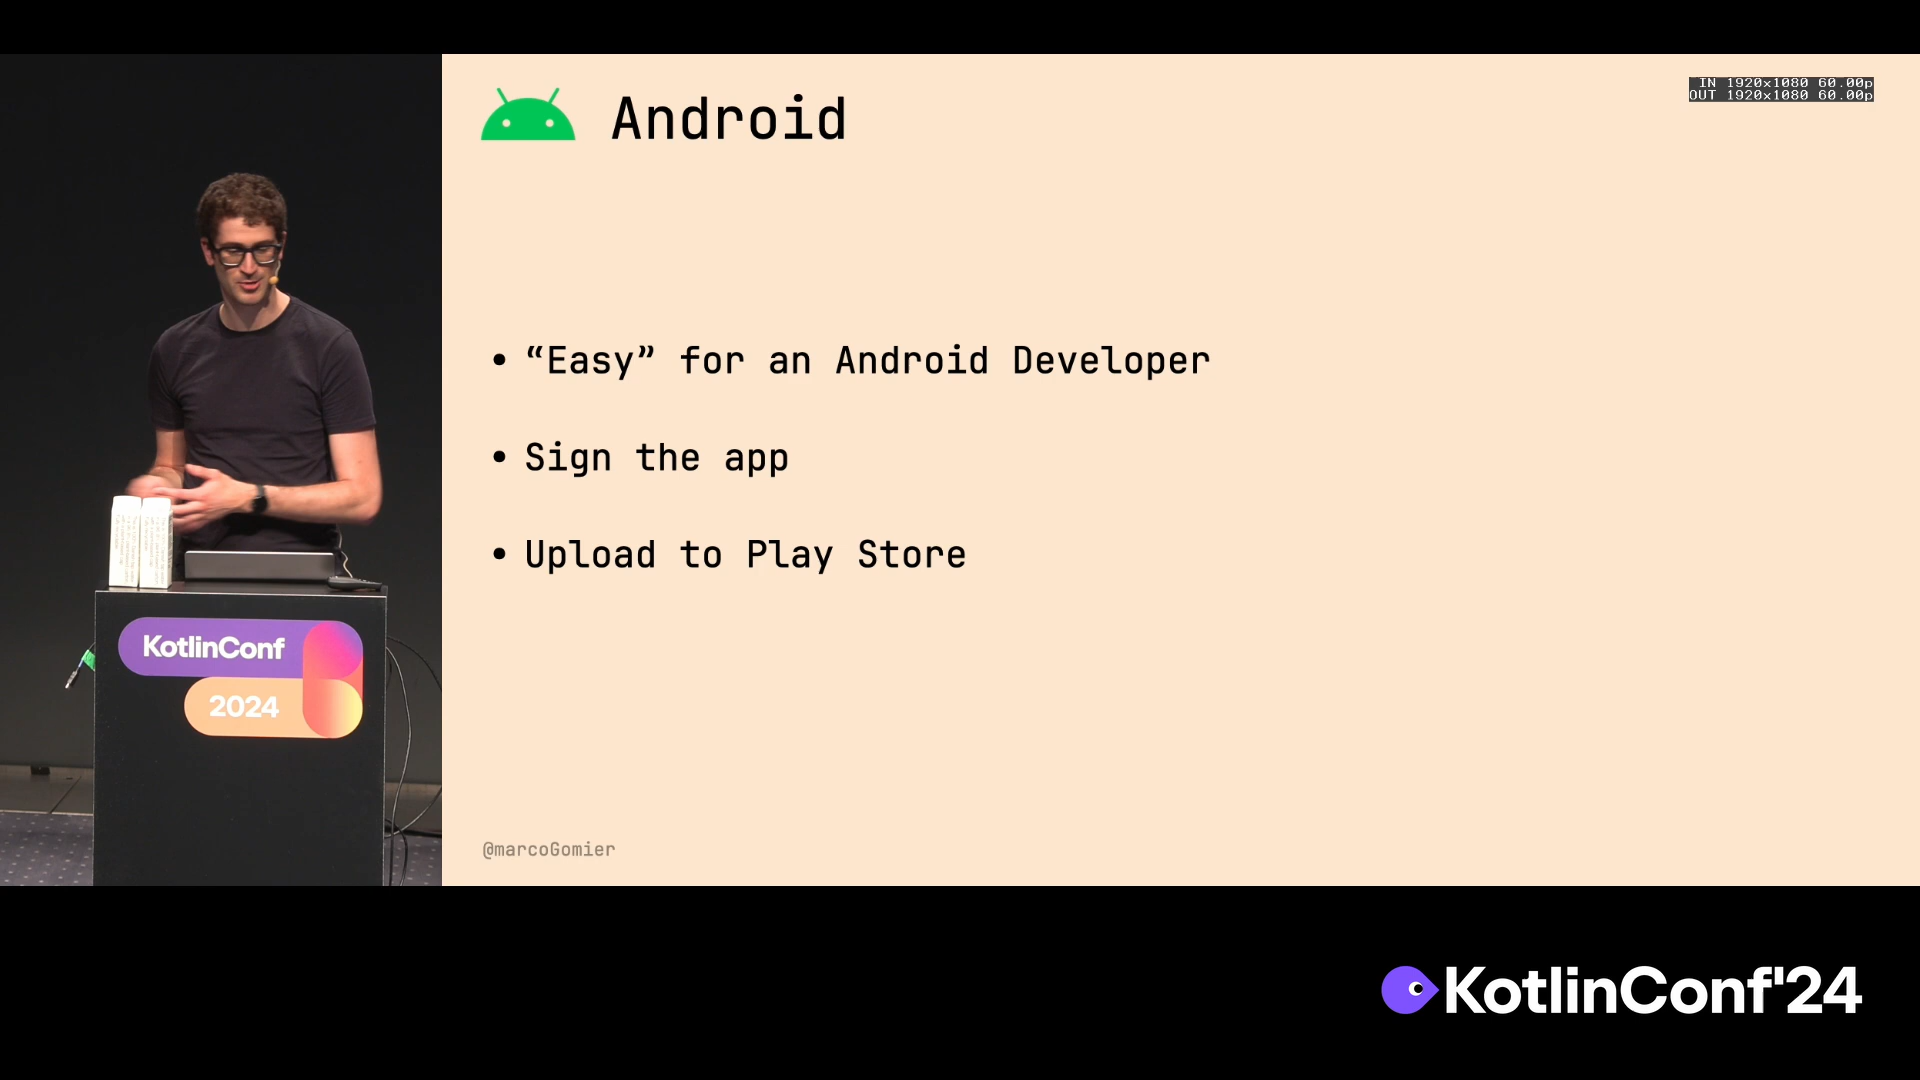 IN 1920x1080 60.00p
OUT 1920x1080 60.00p
Android
• “Easy” for an Android Developer
• Sign the app
• Upload to Play Store
@marcoGomier
KotlinConf
2024
KotlinConf'24